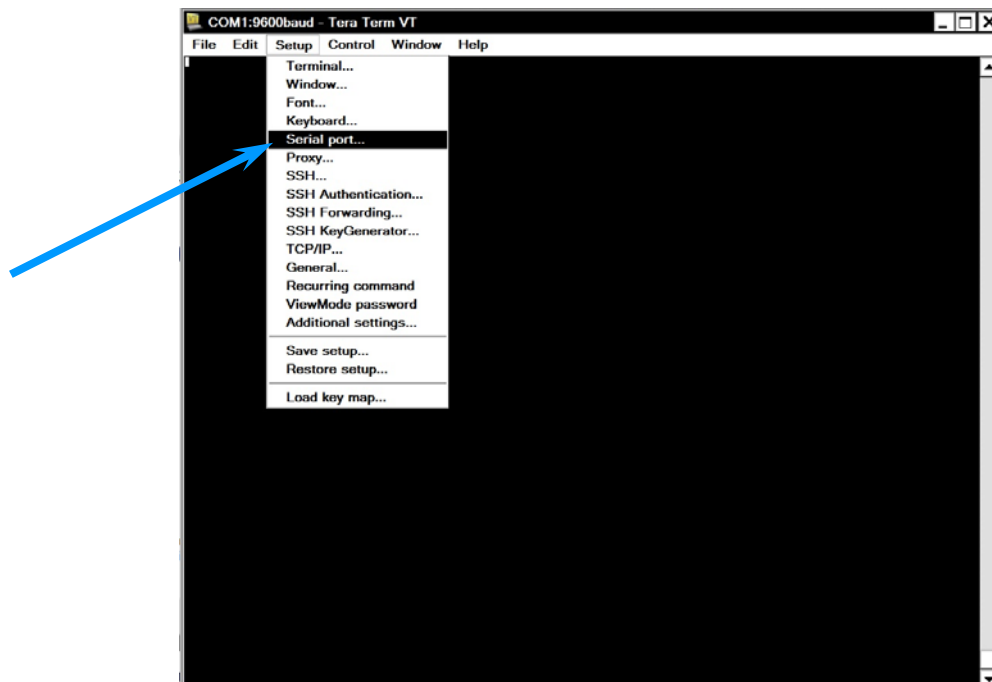 COM1:9600baud - Tera Term VT
File Edit Setup Control Window Help
Terminal...
Window...
Font...
Keyboard...
Serial port...
Proxy...
SSH...
SSH Authentication...
SSH Forwarding...
SSH KeyGenerator...
TCP/IP...
General...
Recurring command
ViewMode password
Additional settings...
Save setup...
Restore setup...
Load key map...